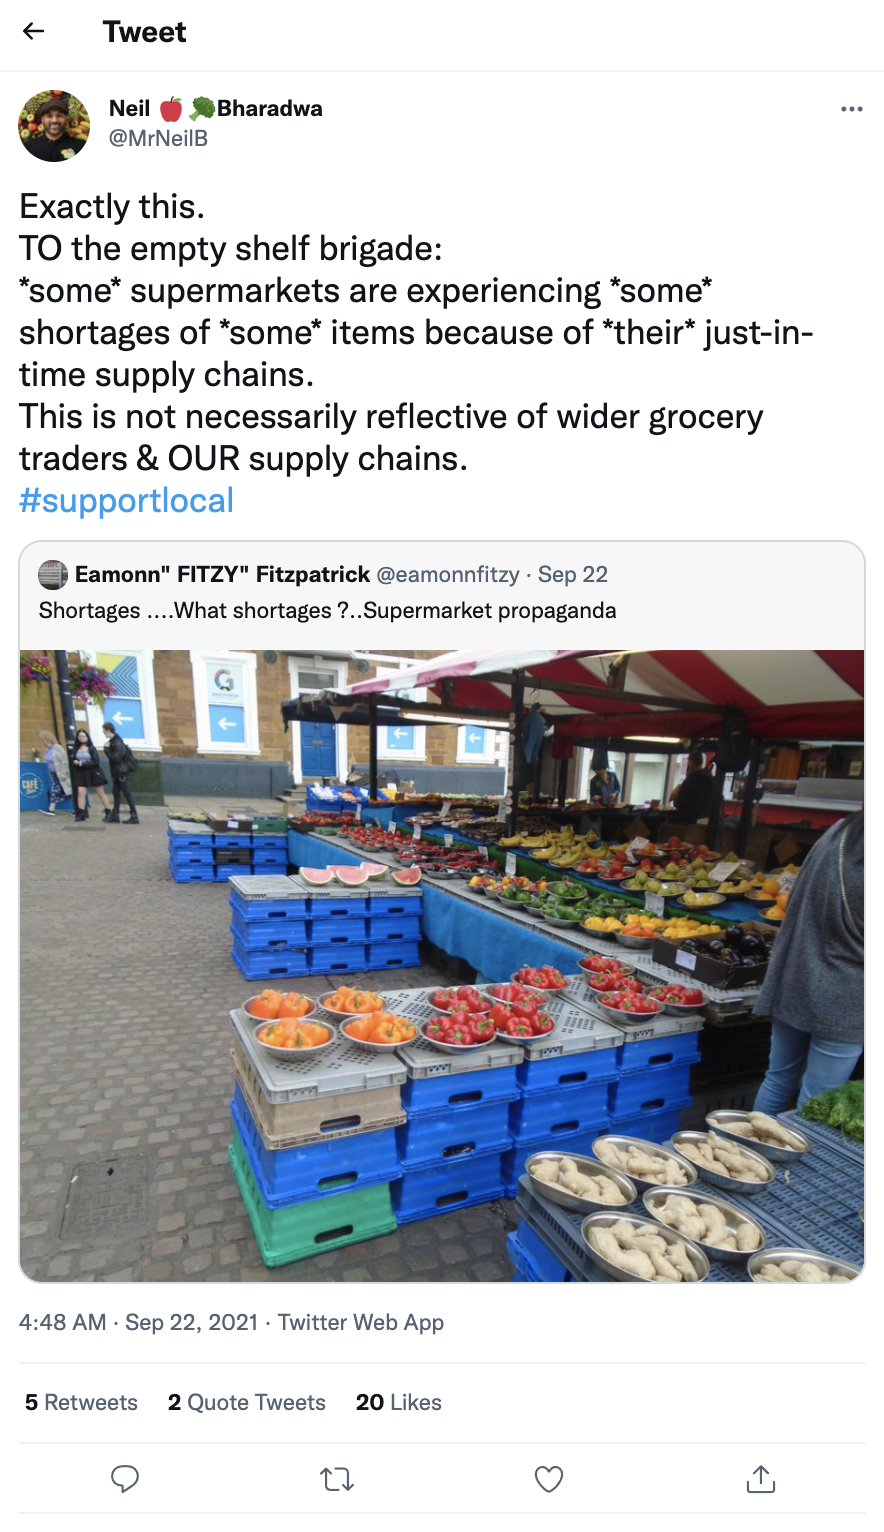 Tweet
Neil 🍎🥦Bharadwa
@MrNeilB
Exactly this.
TO the empty shelf brigade:
*some* supermarkets are experiencing *some*
shortages of *some* items because of *their* just-in-
time supply chains.
This is not necessarily reflective of wider grocery
traders & OUR supply chains.
#supportlocal
Eamonn" FITZY" Fitzpatrick @eamonnfitzy · Sep 22
Shortages ....What shortages ?..Supermarket propaganda
G
CAFÉ
4:48 AM · Sep 22, 2021 · Twitter Web App
5 Retweets 2 Quote Tweets 20 Likes